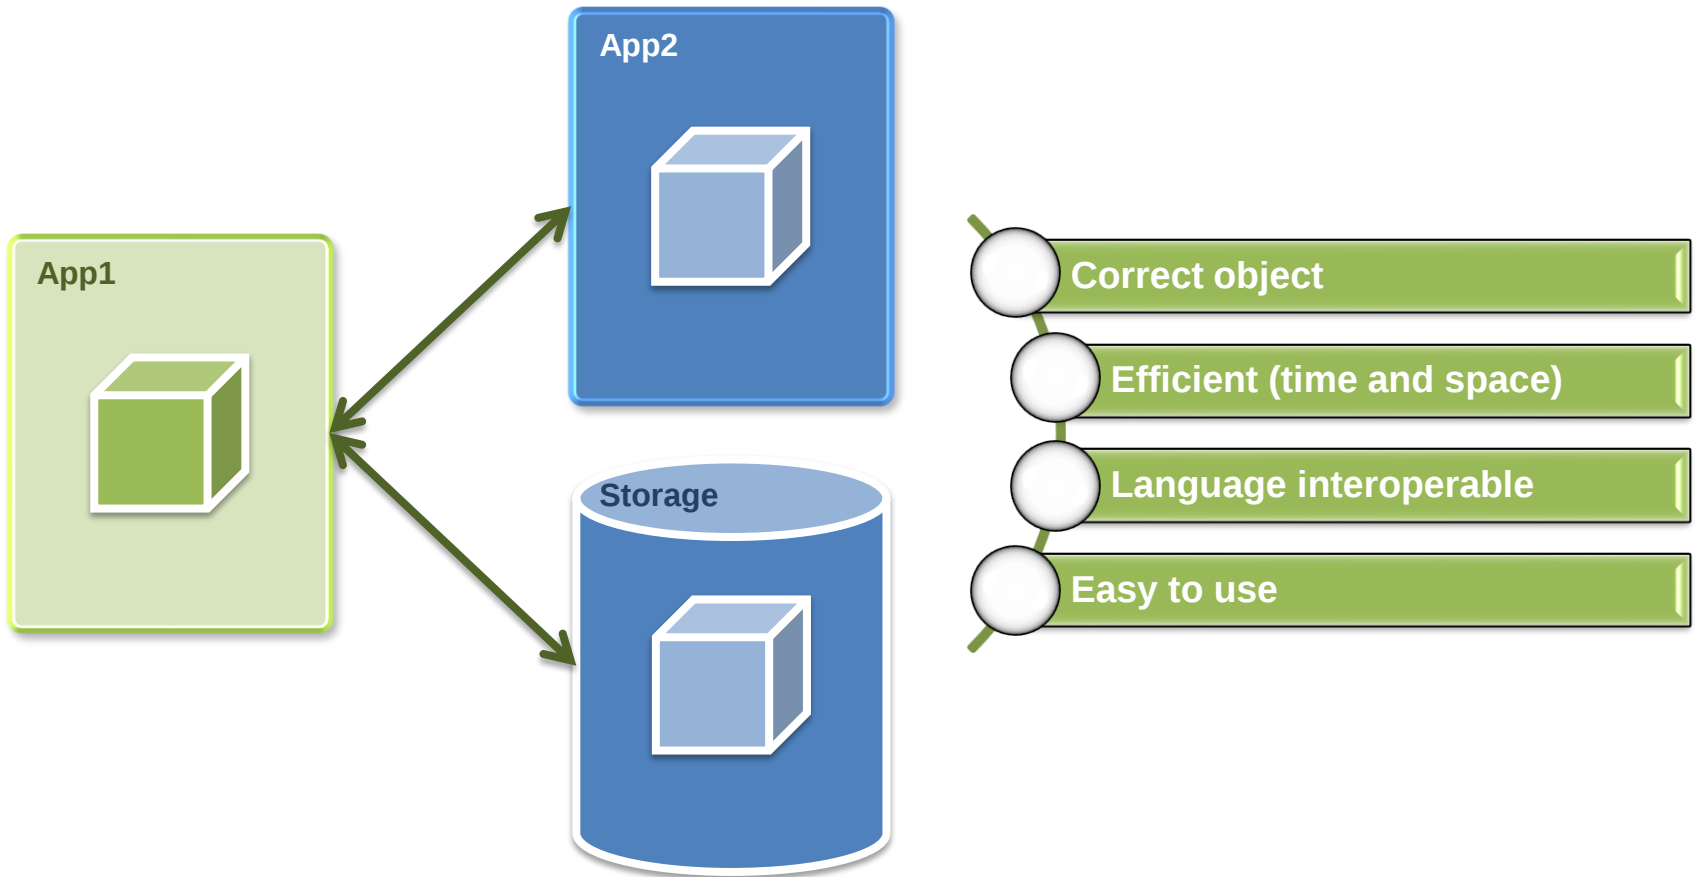 App2
App1
Storage
Correct object
Efficient (time and space)
Language interoperable
Easy to use